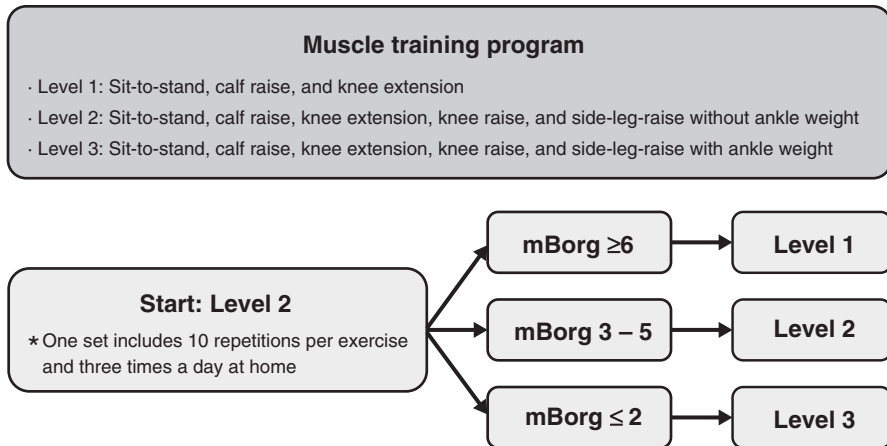 Muscle training program
· Level 1: Sit-to-stand, calf raise, and knee extension
· Level 2: Sit-to-stand, calf raise, knee extension, knee raise, and side-leg-raise without ankle weight
· Level 3: Sit-to-stand, calf raise, knee extension, knee raise, and side-leg-raise with ankle weight
mBorg ≥6
Level 1
Start: Level 2
* One set includes 10 repetitions per exercise
and three times a day at home
mBorg 3 – 5
Level 2
mBorg ≤ 2
Level 3